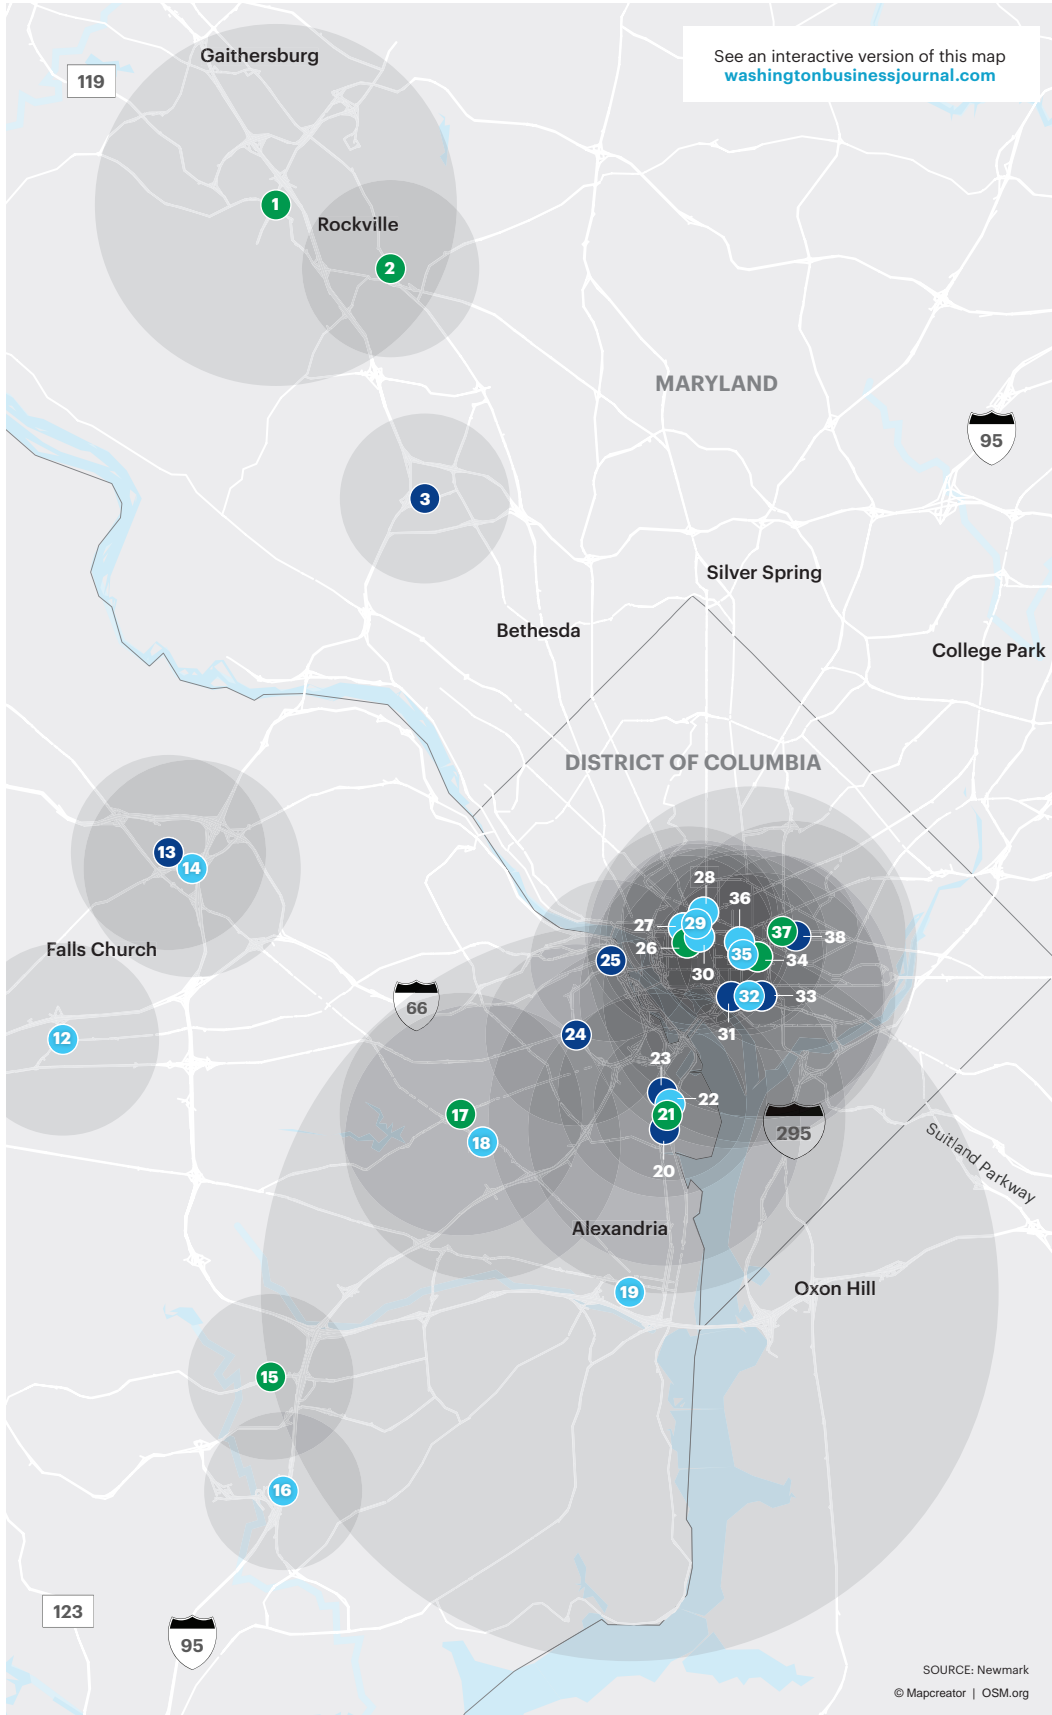 Gaithersburg
119
See an interactive version of this map
washingtonbusinessjournal.com
1
Rockville
2
MARYLAND
95
3
Silver Spring
Bethesda
College Park
DISTRICT OF COLUMBIA
13
14
28
36
27
29
37
38
26
35
34
Falls Church
25
30
32
33
66
31
12
24
23
22
17
21
295
18
20
Suitland Parkway
Alexandria
19
Oxon Hill
15
16
123
95
SOURCE: Newmark
© Mapcreator | OSM.org